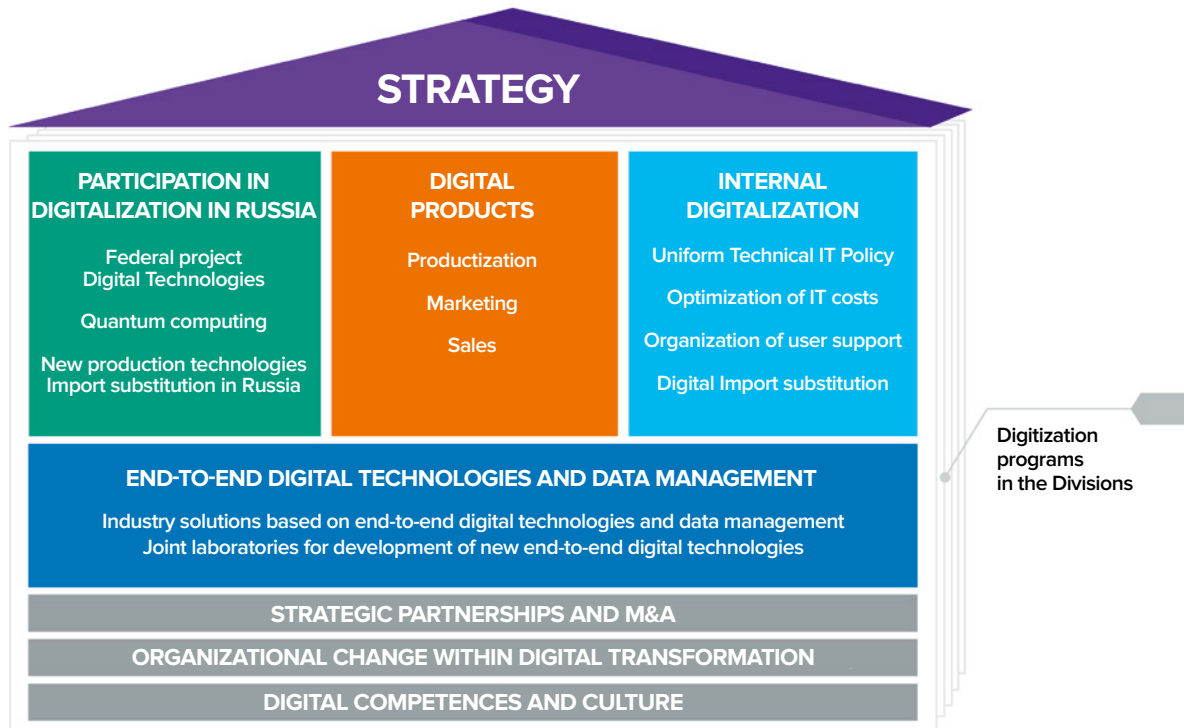 STRATEGY
PARTICIPATION IN
DIGITALIZATION IN RUSSIA
Federal project
Digital Technologies
Quantum computing
New production technologies
Import substitution in Russia
DIGITAL
PRODUCTS
Productization
Marketing
Sales
INTERNAL
DIGITALIZATION
Uniform Technical IT Policy
Optimization of IT costs
Organization of user support
Digital Import substitution
END-TO-END DIGITAL TECHNOLOGIES AND DATA MANAGEMENT
Industry solutions based on end-to-end digital technologies and data management
Joint laboratories for development of new end-to-end digital technologies
STRATEGIC PARTNERSHIPS AND M&A
ORGANIZATIONAL CHANGE WITHIN DIGITAL TRANSFORMATION
DIGITAL COMPETENCES AND CULTURE
Digitization
programs
in the Divisions